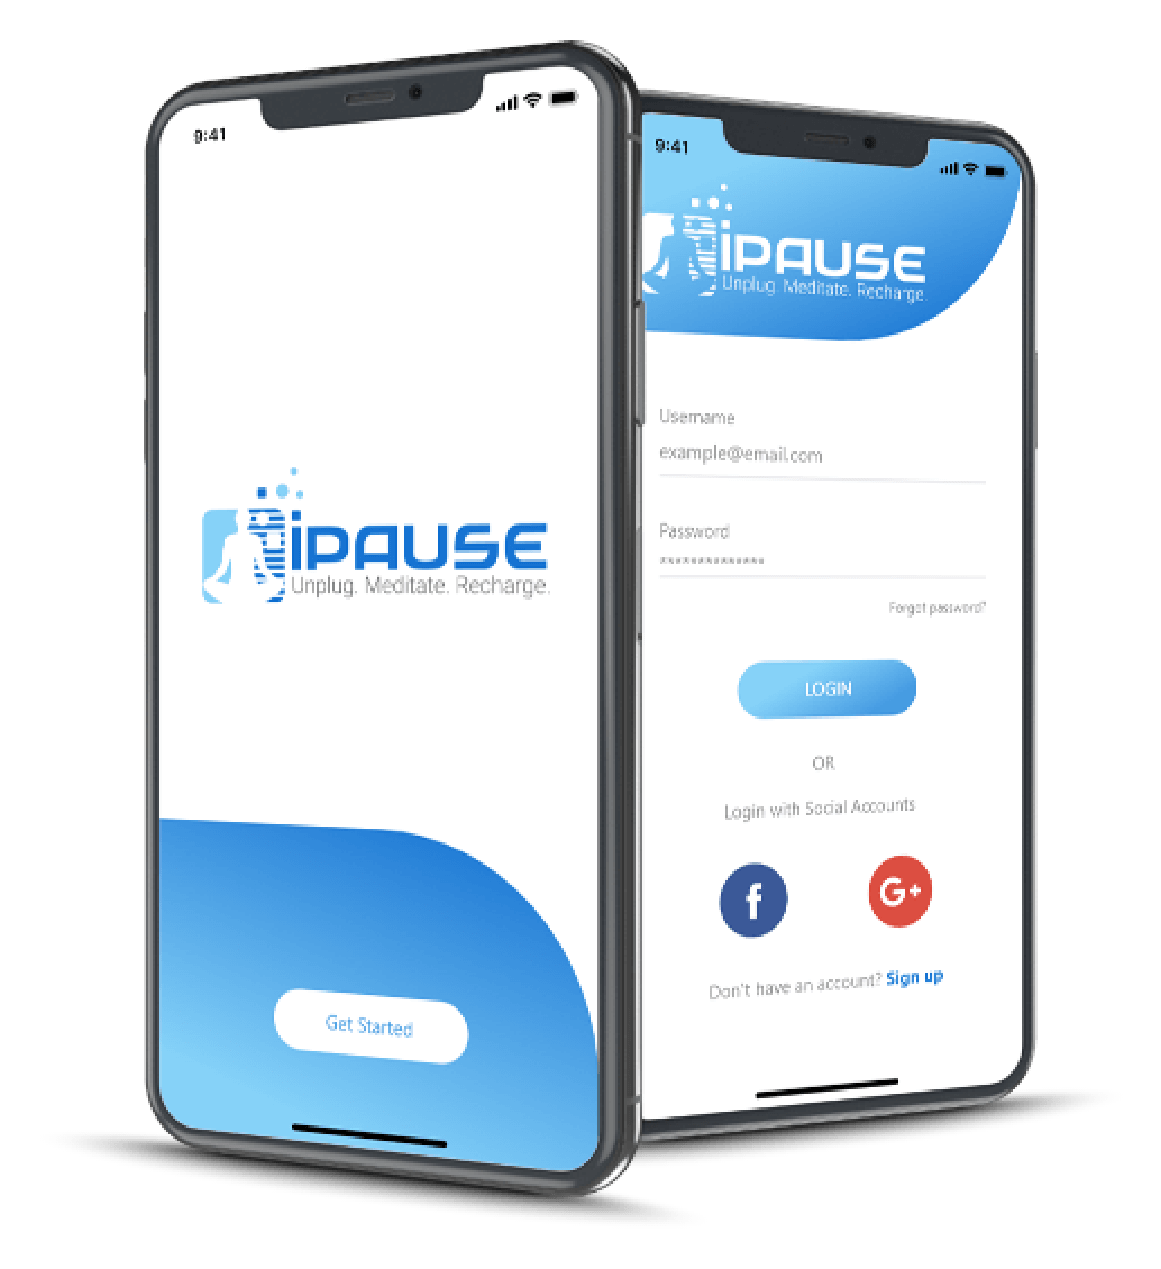 9:41
iPAUSE
Unplug. Meditate. Recharge.
Get Started
9:41
iPAUSE
Unplug. Meditate. Recharge.
Username
example@email.com
Password
**************
Forgot password?
LOGIN
OR
Login with Social Accounts
f
G+
Don't have an account? Sign up